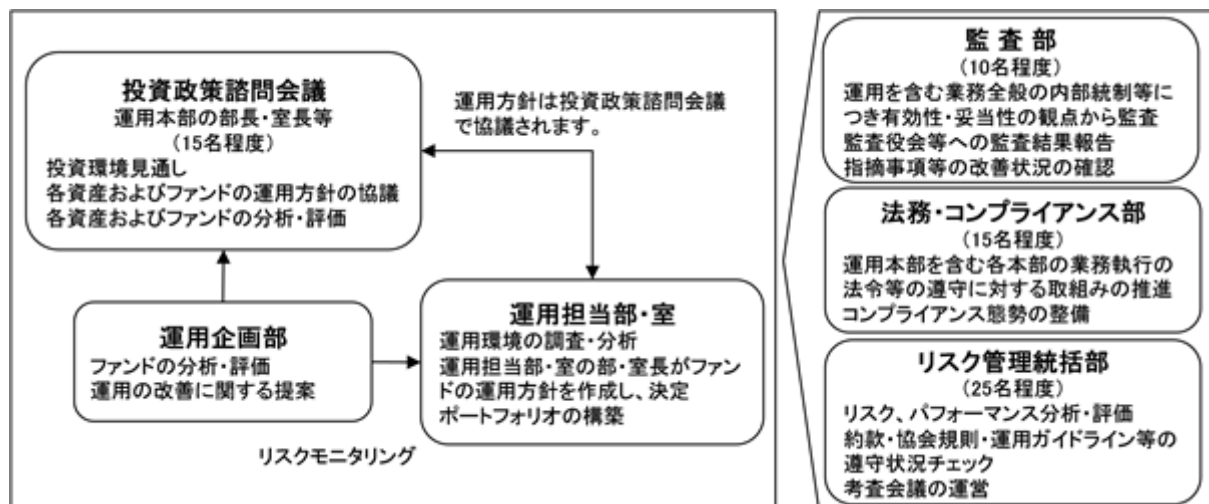 投資政策諮問会議
運用本部の部長・室長等
(15名程度)
投資環境見通し
各資産およびファンドの運用方針の協議
各資産およびファンドの分析・評価
運用方針は投資政策諮問会議
で協議されます。
運用企画部
ファンドの分析・評価
運用の改善に関する提案
運用担当部・室
運用環境の調査・分析
運用担当部・室の部・室長がファン
ドの運用方針を作成し、決定
ポートフォリオの構築
リスクモニタリング
監 査 部
(10名程度)
運用を含む業務全般の内部統制等に
つき有効性・妥当性の観点から監査
監査役会等への監査結果報告
指摘事項等の改善状況の確認
法務・コンプライアンス部
(15名程度)
運用本部を含む各本部の業務執行の
法令等の遵守に対する取組みの推進
コンプライアンス態勢の整備
リスク管理統括部
(25名程度)
リスク、パフォーマンス分析・評価
約款・協会規則・運用ガイドライン等の
遵守状況チェック
考査会議の運営